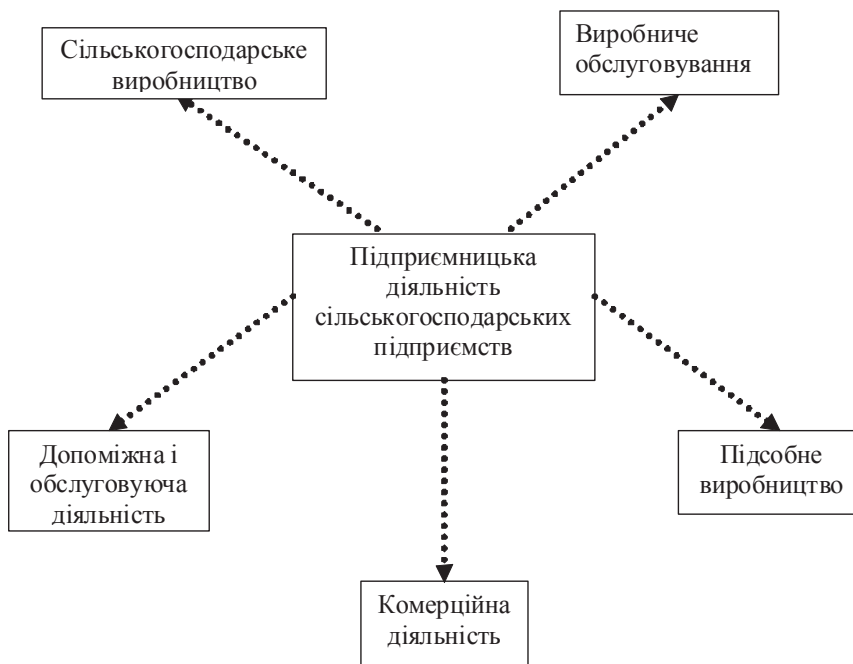 Сільськогосподарське
виробництво
Виробниче
обслуговування
Підприємницька
діяльність
сільськогосподарських
підприємств
Допоміжна і
обслуговуюча
діяльність
Підсобне
виробництво
Комерційна
діяльність